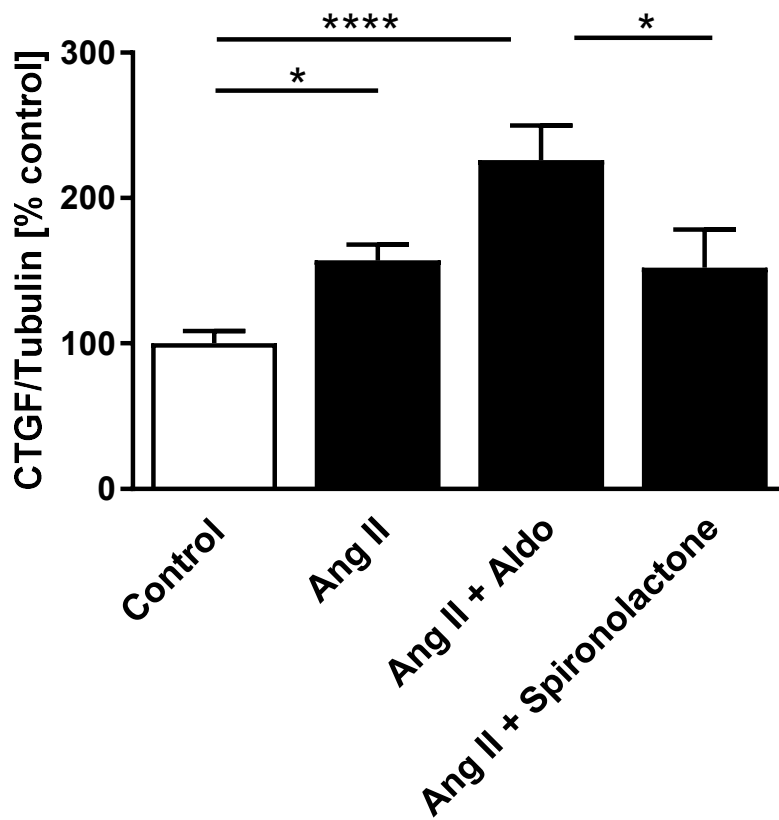 **** *
*
CTGF/Tubulin [% control]
300
200
100
0
Control
Ang II
Ang II + Aldo
Ang II + Spironolactone